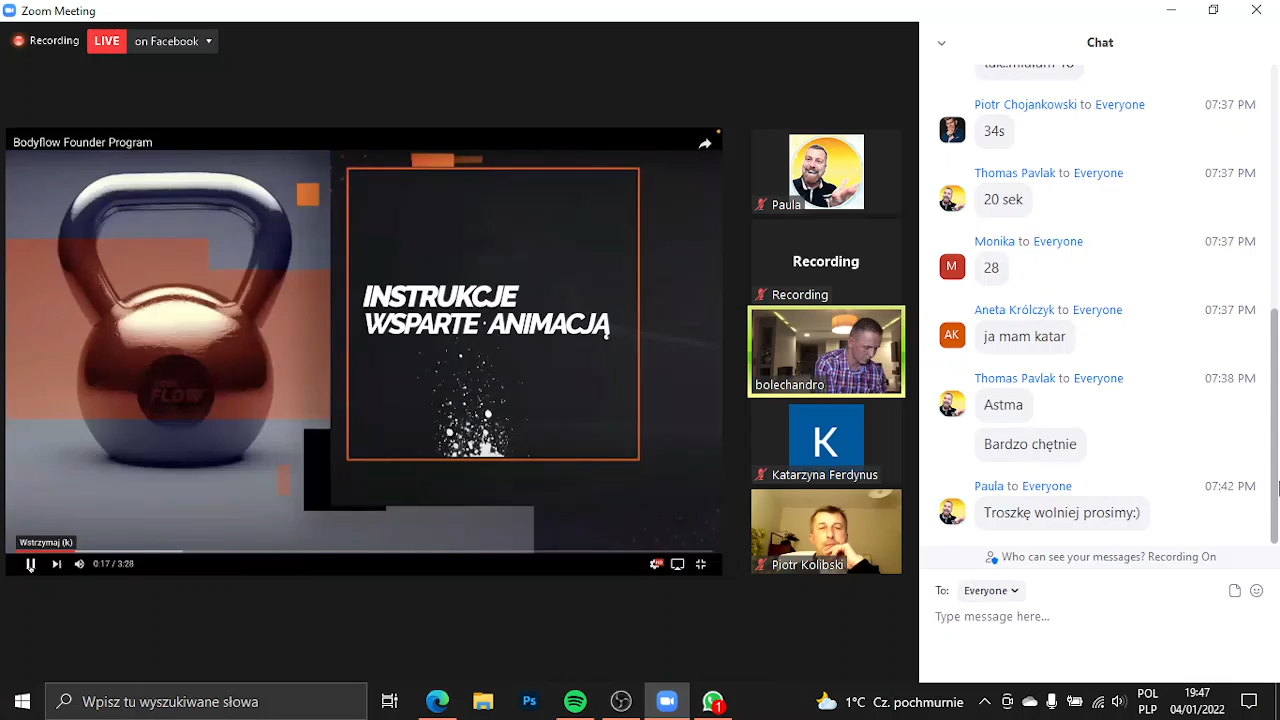 Zoom Meeting
Recording
LIVE
on Facebook
Bodyflow Founder Program
FLOW
INSTRUKCJE
WSPARTE ANIMACJĄ
Wstrzymaj (k)
0:17 / 3:28
HD
Paula
Recording
Recording
bolechandro
K
Katarzyna Ferdynus
Piotr Kolibski
Chat
Piotr Chojankowski to Everyone 07:37 PM
34s
Thomas Pavlak to Everyone 07:37 PM
20 sek
Monika to Everyone 07:37 PM
M
28
Aneta Królczyk to Everyone 07:37 PM
AK
ja mam katar
Thomas Pavlak to Everyone 07:38 PM
Astma
Bardzo chętnie
Paula to Everyone 07:42 PM
Troszkę wolniej prosimy:)
Who can see your messages? Recording On
To: Everyone
Type message here...
Wpisz tu wyszukiwane słowa
Ps
1
1°C Cz. pochmurnie
POL
PLP
19:47
04/01/2022